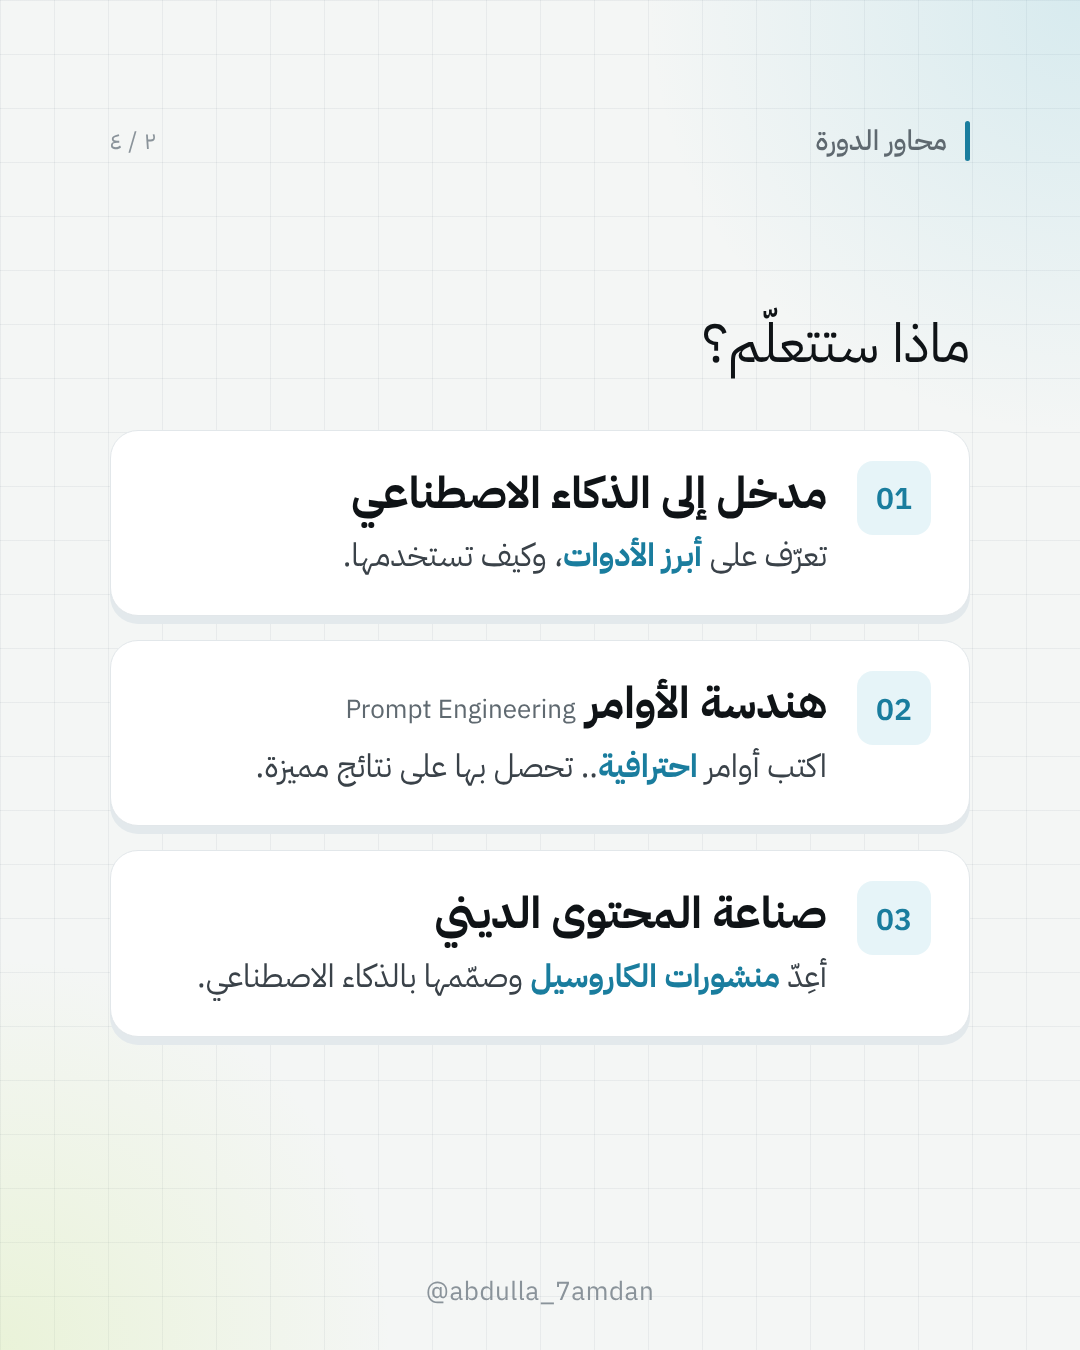 محاور الدورة
٢ / ٤
ماذا ستتعلّم؟
01
مدخل إلى الذكاء الاصطناعي
تعرّف على أبرز الأدوات، وكيف تستخدمها.
02
هندسة الأوامر Prompt Engineering
اكتب أوامر احترافية.. تحصل بها على نتائج مميزة.
03
صناعة المحتوى الديني
أعِدّ منشورات الكاروسيل وصمّمها بالذكاء الاصطناعي.
@abdulla_7amdan